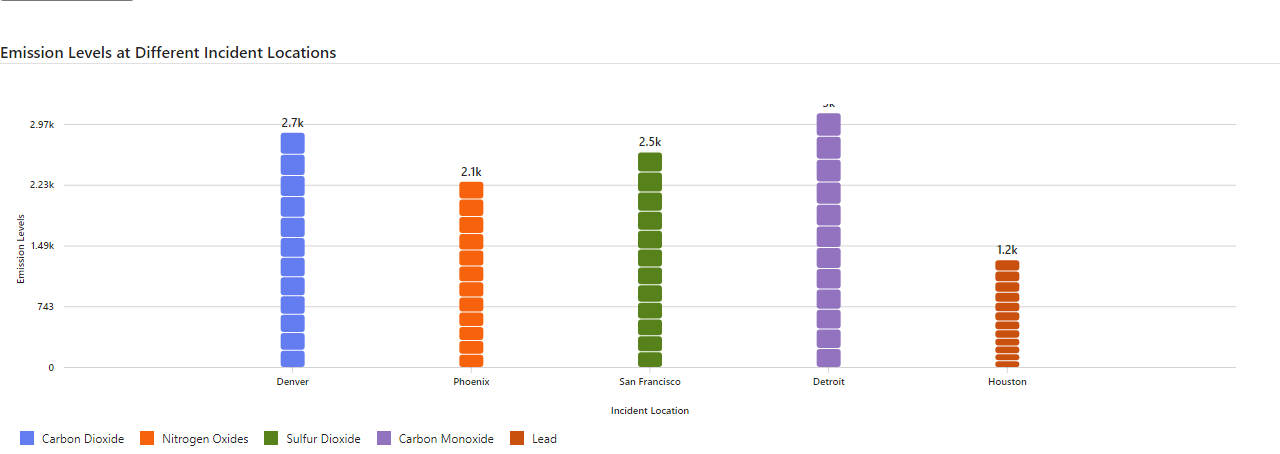 Emission Levels at Different Incident Locations
2.97k
2.23k
1.49k
743
0
Emission Levels
2.7k
2.1k
2.5k
3k
1.2k
Denver
Phoenix
San Francisco
Detroit
Houston
Incident Location
Carbon Dioxide
Nitrogen Oxides
Sulfur Dioxide
Carbon Monoxide
Lead